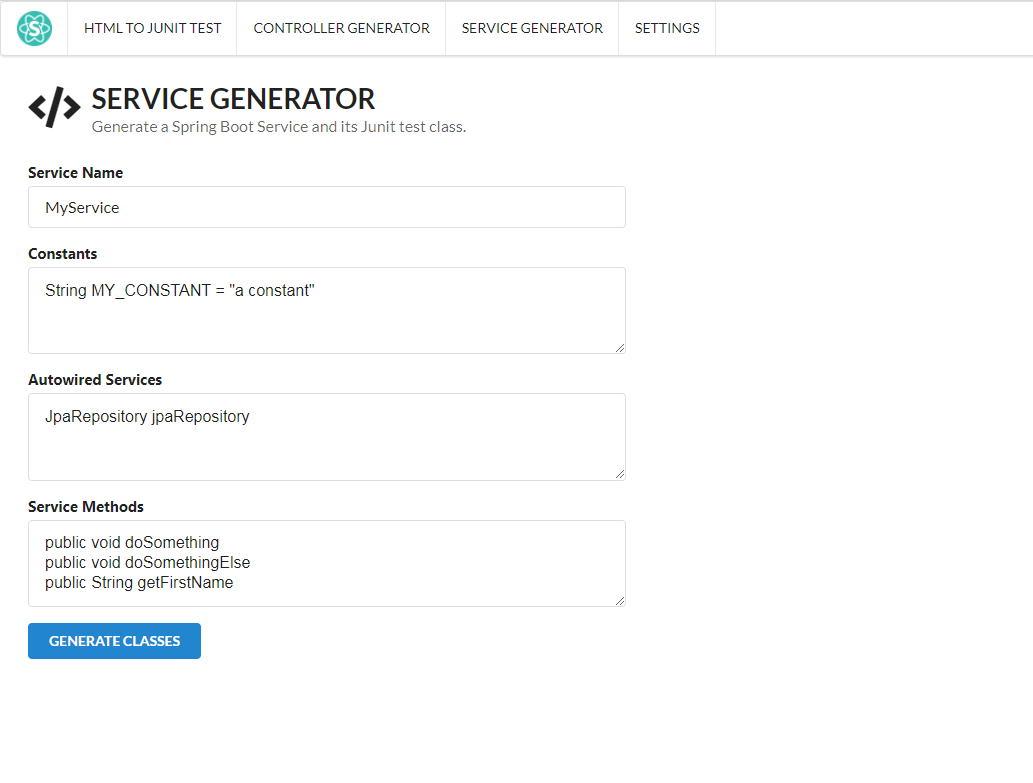 S
HTML TO JUNIT TEST
CONTROLLER GENERATOR
SERVICE GENERATOR
SETTINGS
</> SERVICE GENERATOR
Generate a Spring Boot Service and its Junit test class.
Service Name
MyService
Constants
String MY_CONSTANT = "a constant"
Autowired Services
JpaRepository jpaRepository
Service Methods
public void doSomething
public void doSomethingElse
public String getFirstName
GENERATE CLASSES